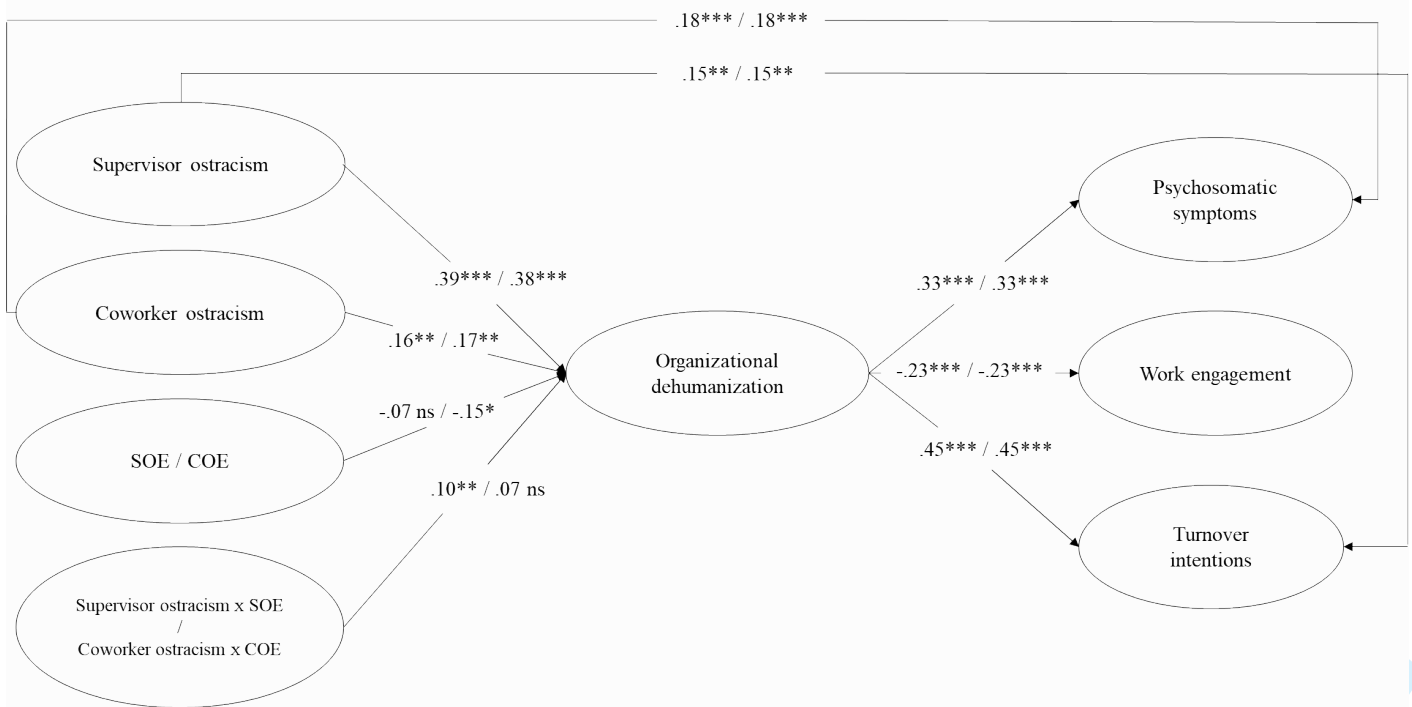 .18*** / .18***
.15** / .15**
Supervisor ostracism
Psychosomatic
symptoms
.39*** / .38***
.33*** / .33***
Coworker ostracism
.16** / .17**
Organizational
dehumanization
-.23*** / -.23***
Work engagement
-.07 ns / -.15*
SOE / COE
.45*** / .45***
.10** / .07 ns
Turnover
intentions
Supervisor ostracism x SOE
/
Coworker ostracism x COE